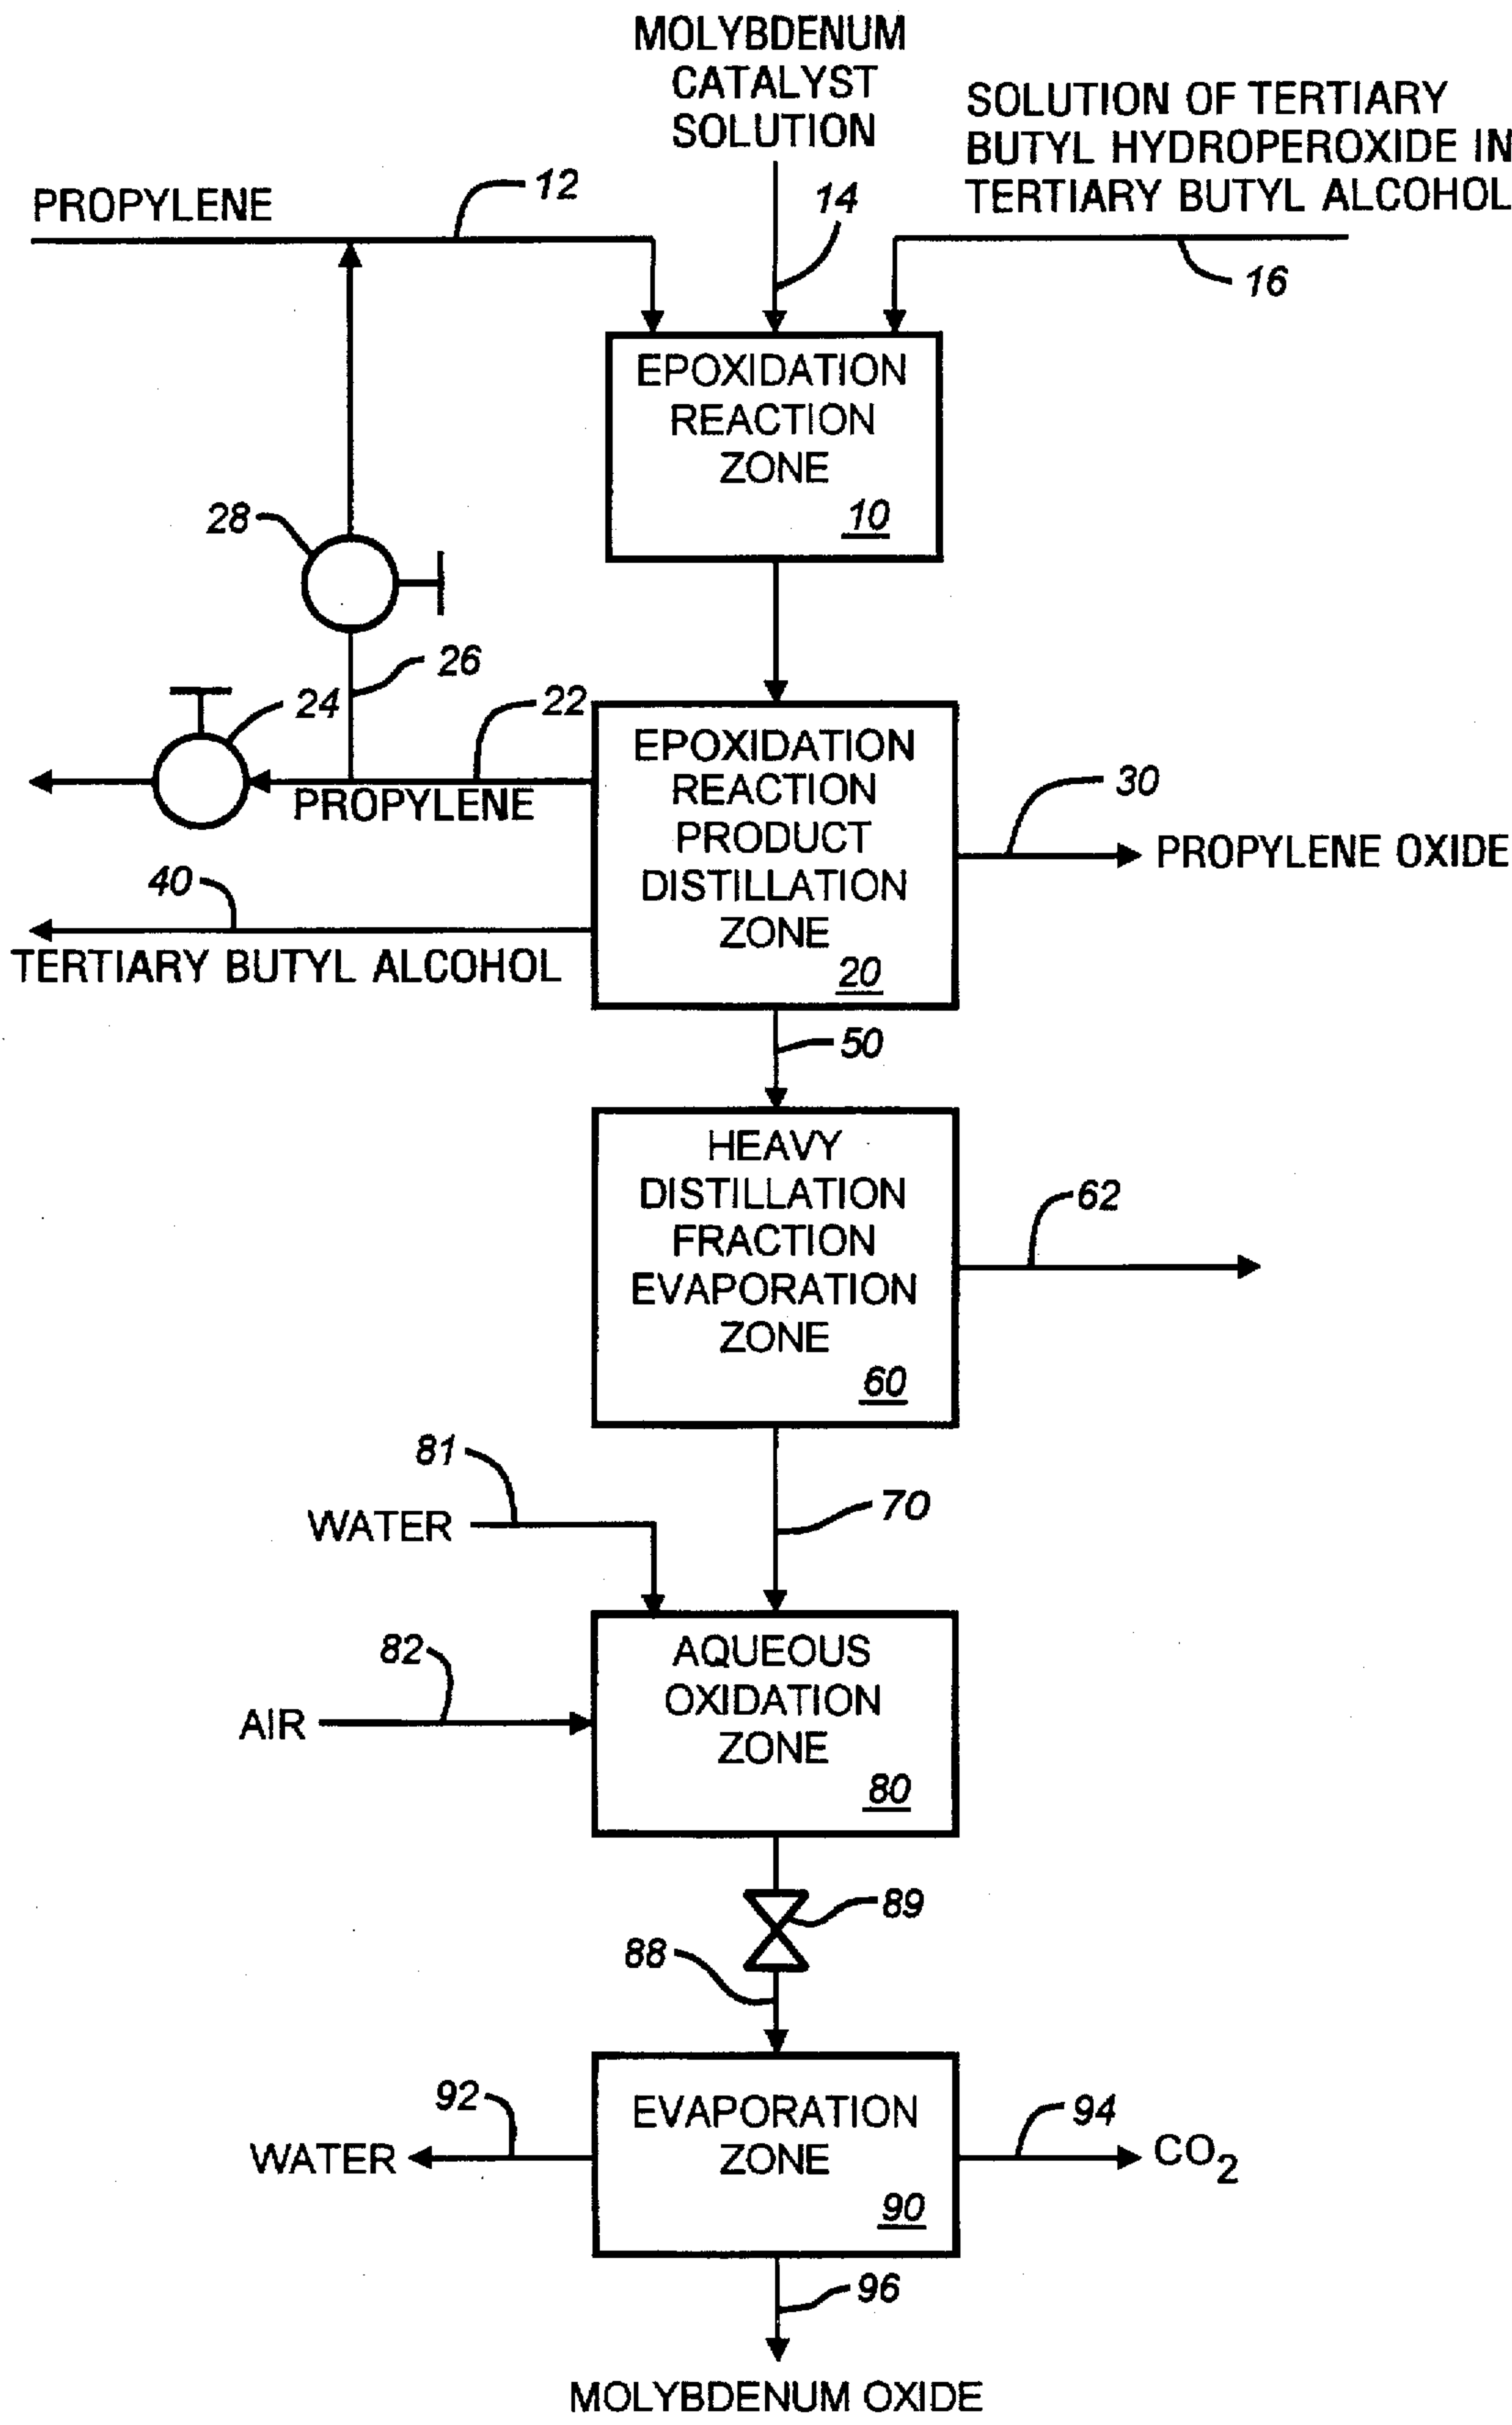 MOLYBDENUM
CATALYST
SOLUTION
SOLUTION OF TERTIARY
BUTYL HYDROPEROXIDE IN
TERTIARY BUTYL ALCOHOL
PROPYLENE
12
14
16
EPOXIDATION
REACTION
ZONE
10
28
26
24
22
PROPYLENE
EPOXIDATION
REACTION
PRODUCT
DISTILLATION
ZONE
20
30
PROPYLENE OXIDE
40
TERTIARY BUTYL ALCOHOL
50
HEAVY
DISTILLATION
FRACTION
EVAPORATION
ZONE
60
62
81
WATER
70
82
AIR
AQUEOUS
OXIDATION
ZONE
80
89
88
92
WATER
EVAPORATION
ZONE
90
94
CO2
96
MOLYBDENUM OXIDE